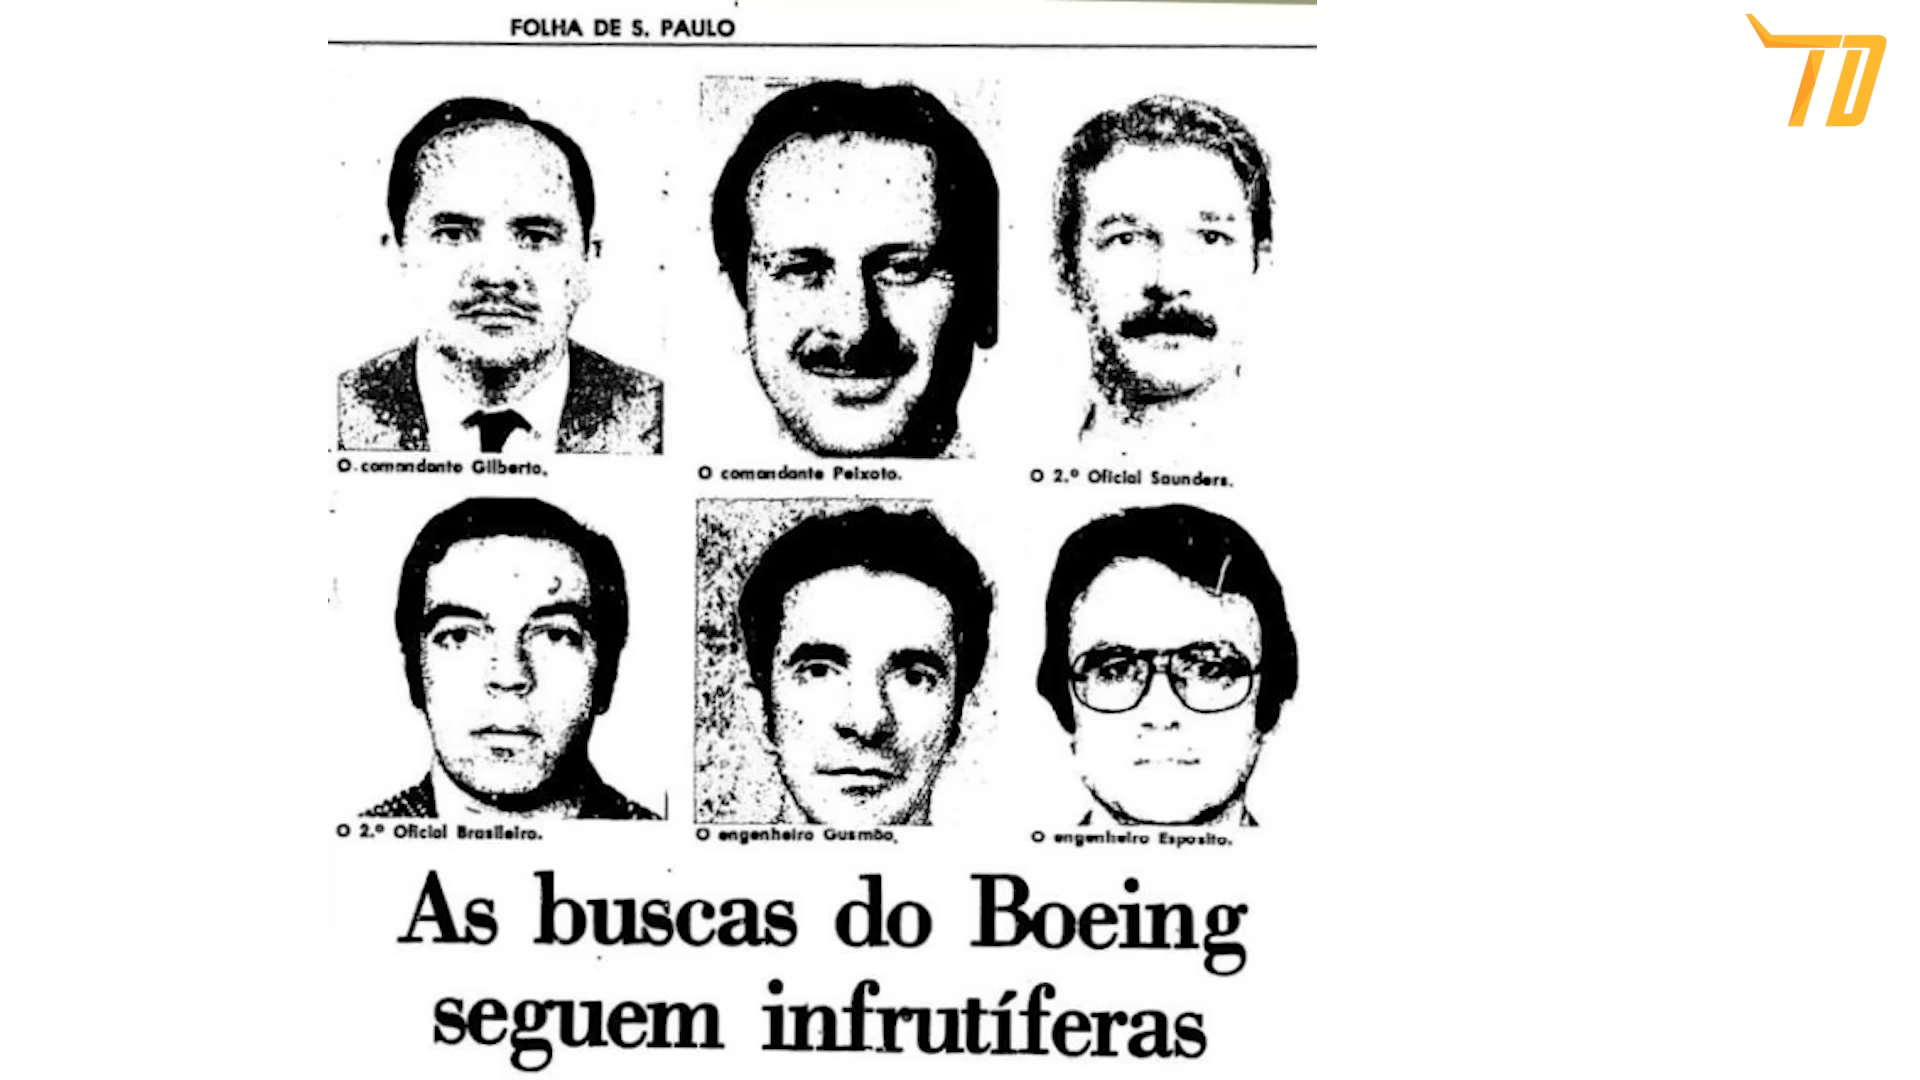 FOLHA DE S. PAULO
TD
O comandante Gilberto.
O comandante Peixoto.
O 2.º Oficial Saunders.
O 2.º Oficial Brasileiro.
O engenheiro Gusmão.
O engenheiro Esposito.
As buscas do Boeing
seguem infrutíferas